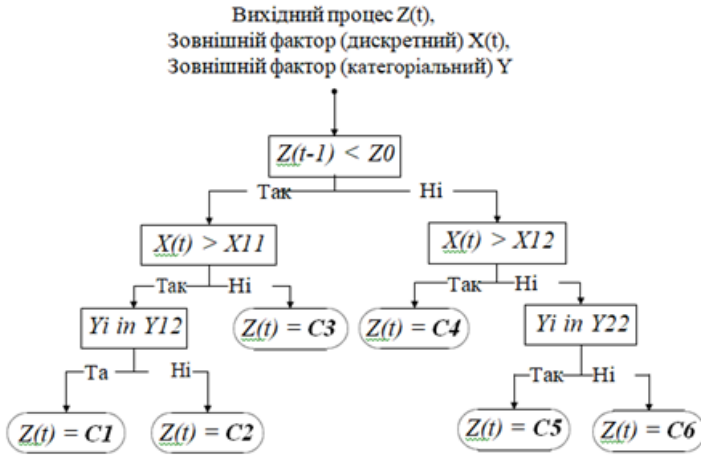 Вихідний процес Z(t),
Зовнішній фактор (дискретний) X(t),
Зовнішній фактор (категоріальний) Y
Z(t-1) < Z0
Так Ні
X(t) > X11 X(t) > X12
Так Ні Так Ні
Yi in Y12 Z(t) = C3 Z(t) = C4 Yi in Y22
Та Ні Так Ні
Z(t) = C1 Z(t) = C2 Z(t) = C5 Z(t) = C6